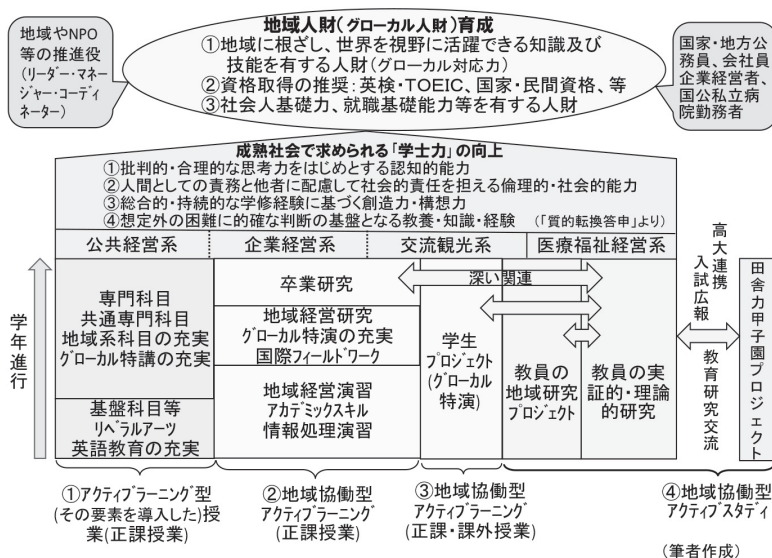 地域人財(グローカル人財)育成
①地域に根ざし、世界を視野に活躍できる知識及び
技能を有する人財(グローカル対応力)
②資格取得の推奨:英検・TOEIC、国家・民間資格、等
③社会人基礎力、就職基礎能力等を有する人財
地域やNPO
等の推進役
(リーダー・マネー
ジャー・コーディ
ネーター)
国家・地方公
務員、会社員
企業経営者、
国公私立病
院勤務者
成熟社会で求められる「学士力」の向上
①批判的・合理的な思考力をはじめとする認知的能力
②人間としての責務と他者に配慮して社会的責任を担える倫理的・社会的能力
③総合的・持続的な学修経験に基づく創造力・構想力
④想定外の困難に的確な判断の基盤となる教養・知識・経験 (「質的転換答申」より)
公共経営系
企業経営系
交流観光系
医療福祉経営系
学年進行
専門科目
共通専門科目
地域系科目の充実
グローカル特講の充実
基盤科目等
リベラルアーツ
英語教育の充実
卒業研究
地域経営研究
グローカル特演の充実
国際フィールドワーク
地域経営演習
アカデミックスキル
情報処理演習
深い関連
学生
プロジェクト
(グローカル
特演)
教員の
地域研究
プロジェクト
教員の実
証的・理論
的研究
高大連携
入試広報
教育研究交流
田舎力甲子園プロジェクト
①アクティブラーニング型
(その要素を導入した)授
業(正課授業)
②地域協働型
アクティブラーニング
(正課授業)
③地域協働型
アクティブラーニング
(正課・課外授業)
④地域協働型
アクティブスタディ
(筆者作成)